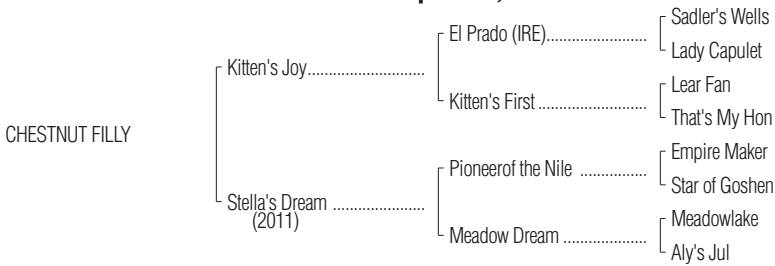 Sadler's Wells
El Prado (IRE)........................
Lady Capulet
Kitten's Joy...........................
Lear Fan
Kitten's First .........................
That's My Hon
CHESTNUT FILLY
Empire Maker
Pioneerof the Nile ................
Star of Goshen
Stella's Dream .....................
(2011)
Meadowlake
Meadow Dream ...................
Aly's Jul